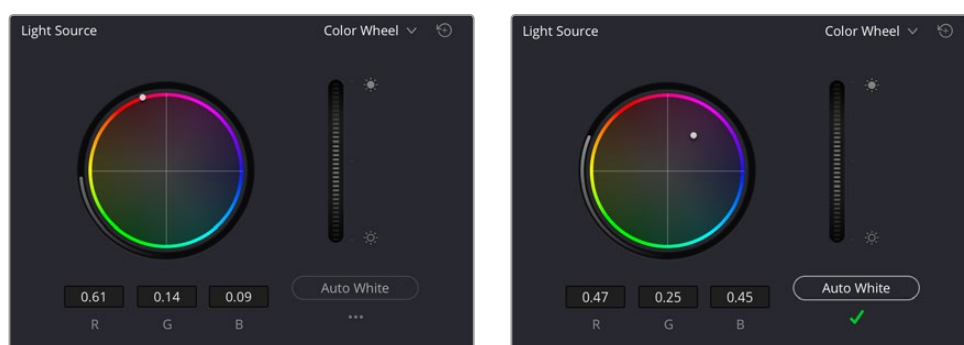 Light Source Color Wheel
0.61 0.14 0.09
R G B
Auto White
Light Source Color Wheel
0.47 0.25 0.45
R G B
Auto White